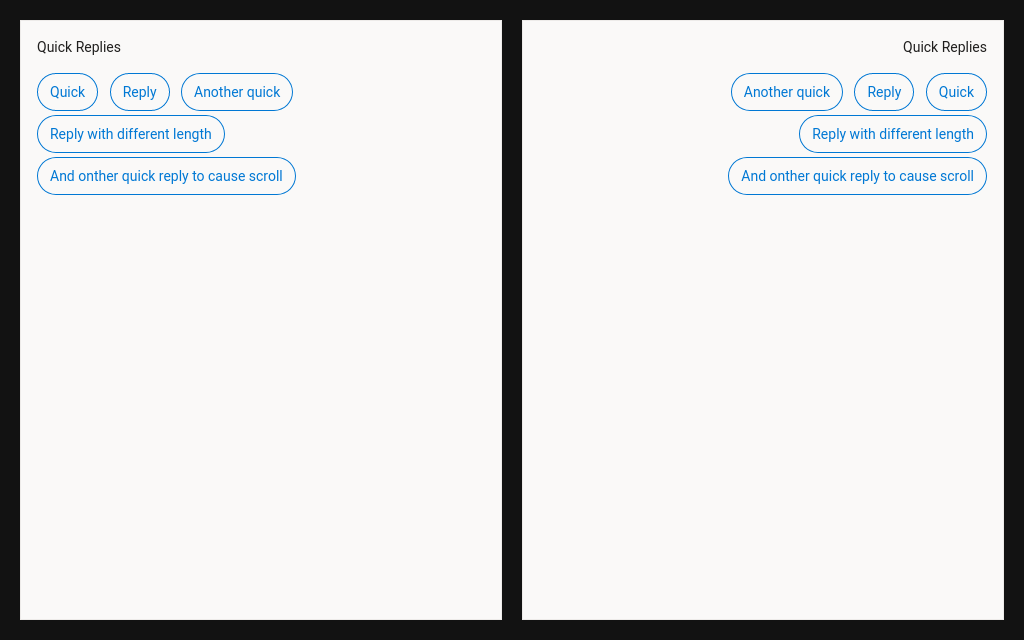 Quick Replies
Quick Reply Another quick
Reply with different length
And onther quick reply to cause scroll
Quick Replies
Another quick Reply Quick
Reply with different length
And onther quick reply to cause scroll